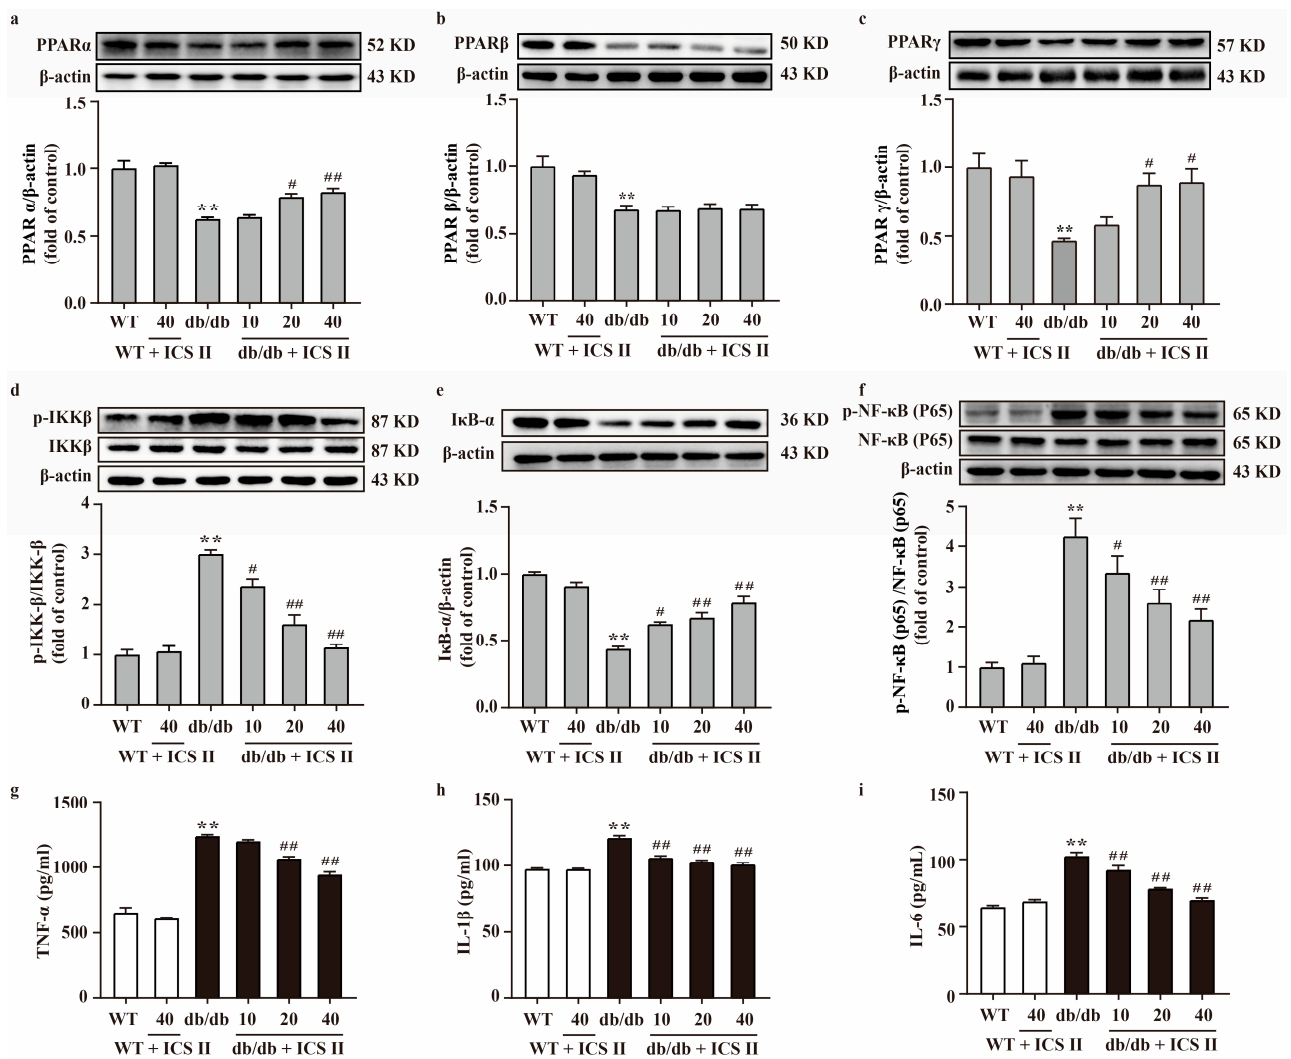 a
PPARα
52 KD
β-actin
43 KD
1.5
1.0
0.5
0.0
PPAR α/β-actin
(fold of control)
**
#
##
WT
40
db/db
10
20
40
WT + ICS II
db/db + ICS II
b
PPARβ
50 KD
β-actin
43 KD
1.5
1.0
0.5
0.0
PPAR β/β-actin
(fold of control)
**
WT
40
db/db
10
20
40
WT + ICS II
db/db + ICS II
c
PPARγ
57 KD
β-actin
43 KD
1.5
1.0
0.5
0.0
PPAR γ/β-actin
(fold of control)
**
#
#
WT
40
db/db
10
20
40
WT + ICS II
db/db + ICS II
d
p-IKKβ
87 KD
IKKβ
87 KD
β-actin
43 KD
4
3
2
1
0
p-IKK-β/IKK-β
(fold of control)
**
#
##
##
WT
40
db/db
10
20
40
WT + ICS II
db/db + ICS II
e
IκB-α
36 KD
β-actin
43 KD
1.5
1.0
0.5
0.0
IκB-α/β-actin
(fold of control)
**
#
##
##
WT
40
db/db
10
20
40
WT + ICS II
db/db + ICS II
f
p-NF-κB (P65)
65 KD
NF-κB (P65)
65 KD
β-actin
43 KD
5
4
3
2
1
0
p-NF-κB (p65) /NF-κB (p65)
(fold of control)
**
#
##
##
WT
40
db/db
10
20
40
WT + ICS II
db/db + ICS II
g
1500
1000
500
0
TNF-α (pg/ml)
**
##
##
WT
40
db/db
10
20
40
WT + ICS II
db/db + ICS II
h
150
100
50
0
IL-1β (pg/mL)
**
##
##
##
WT
40
db/db
10
20
40
WT + ICS II
db/db + ICS II
i
150
100
50
0
IL-6 (pg/mL)
**
##
##
##
WT
40
db/db
10
20
40
WT + ICS II
db/db + ICS II